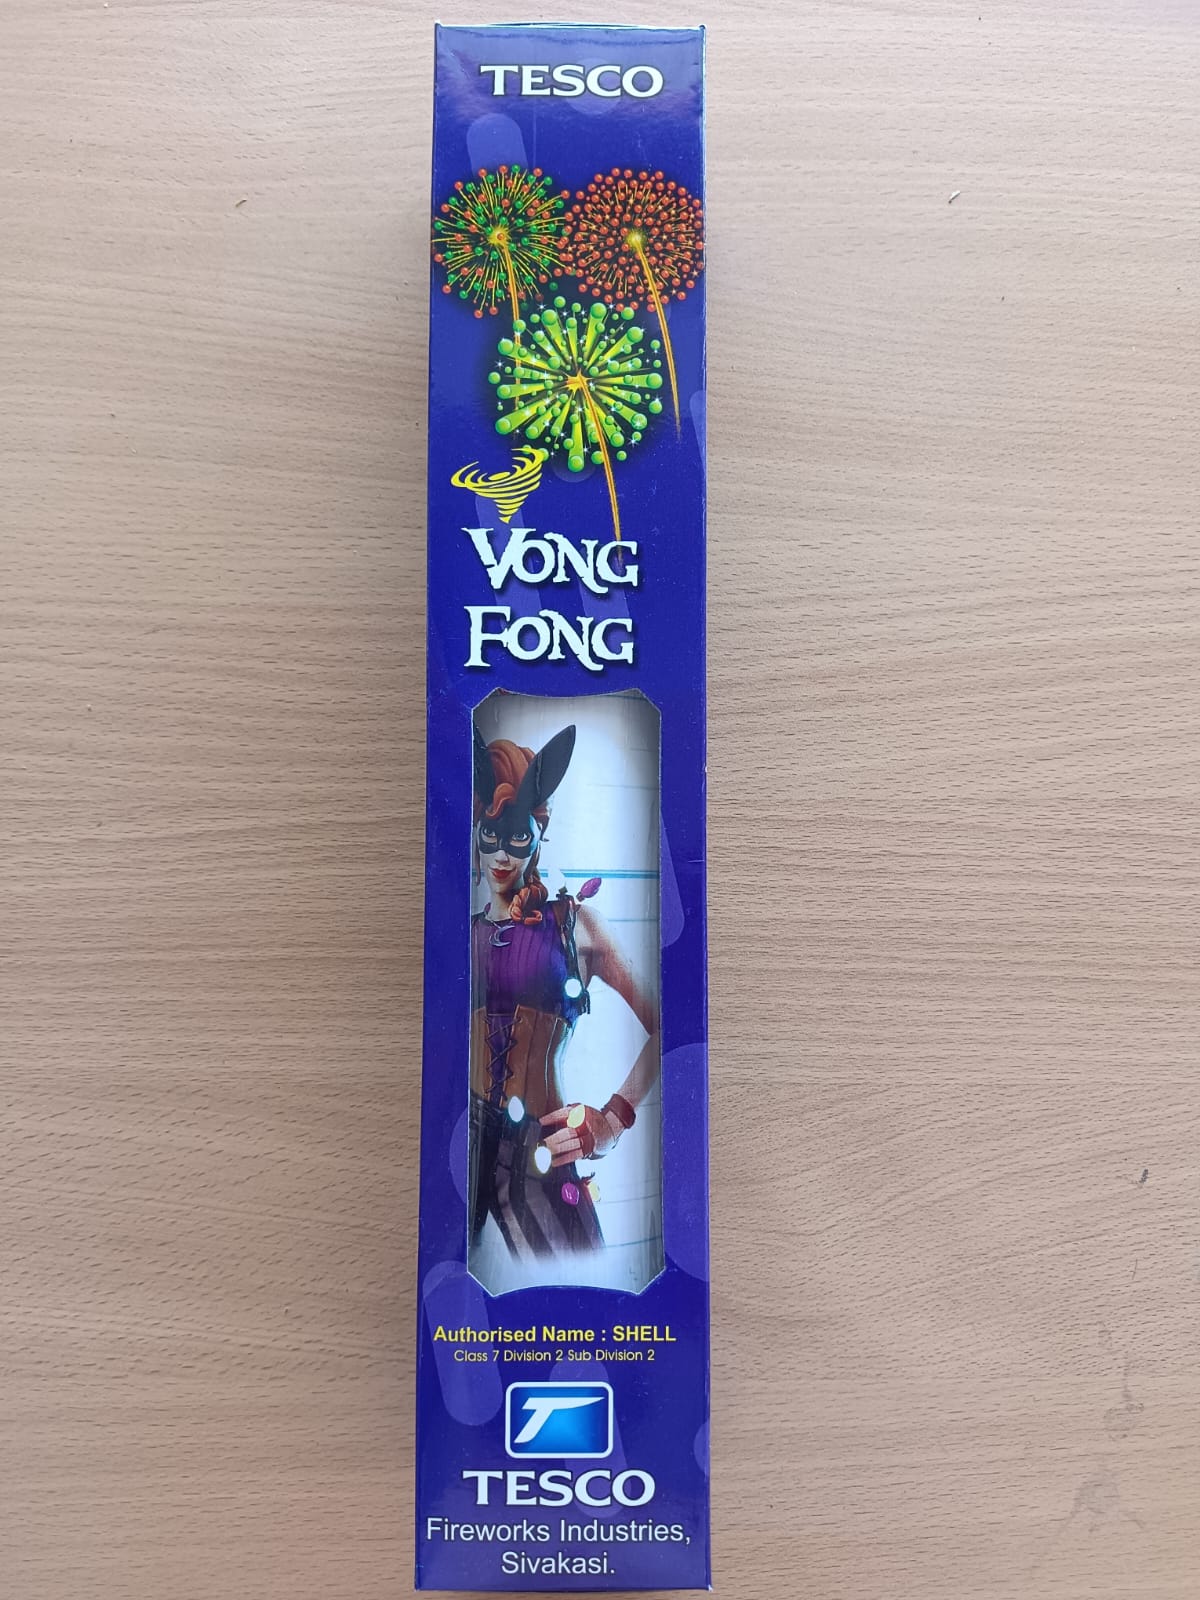 TESCO
VONG
FONG
Authorised Name : SHELL
Class 7 Division 2 Sub Division 2
T
TESCO
Fireworks Industries,
Sivakasi.